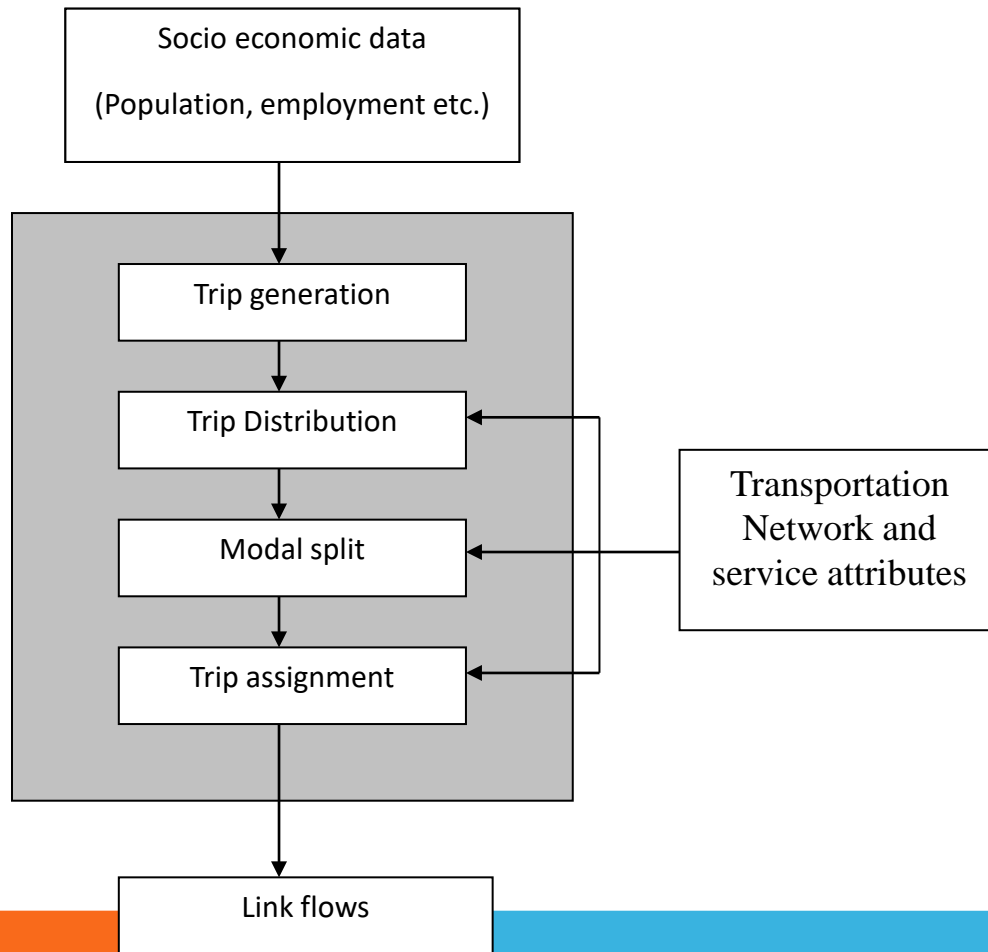 Socio economic data
(Population, employment etc.)
Trip generation
Trip Distribution
Modal split
Trip assignment
Transportation
Network and
service attributes
Link flows